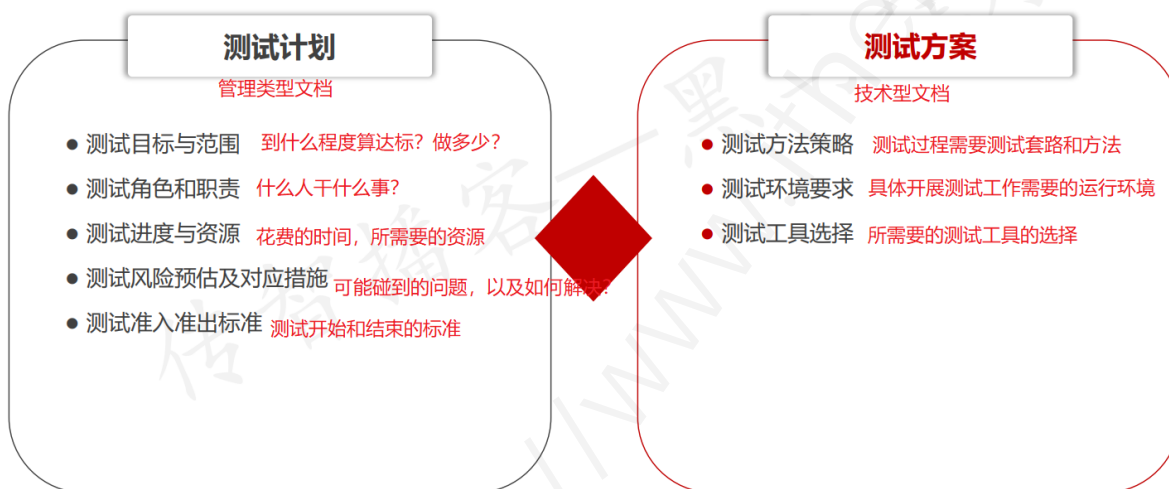 测试计划
管理类型文档
测试目标与范围 到什么程度算达标？做多少？
测试角色和职责 什么人干什么事？
测试进度与资源 花费的时间，所需要的资源
测试风险预估及对应措施 可能碰到的问题，以及如何解决？
测试准入准出标准 测试开始和结束的标准
测试方案
技术型文档
测试方法策略 测试过程需要测试套路和方法
测试环境要求 具体开展测试工作需要的运行环境
测试工具选择 所需要的测试工具的选择
传智播客—黑
//www.ithe